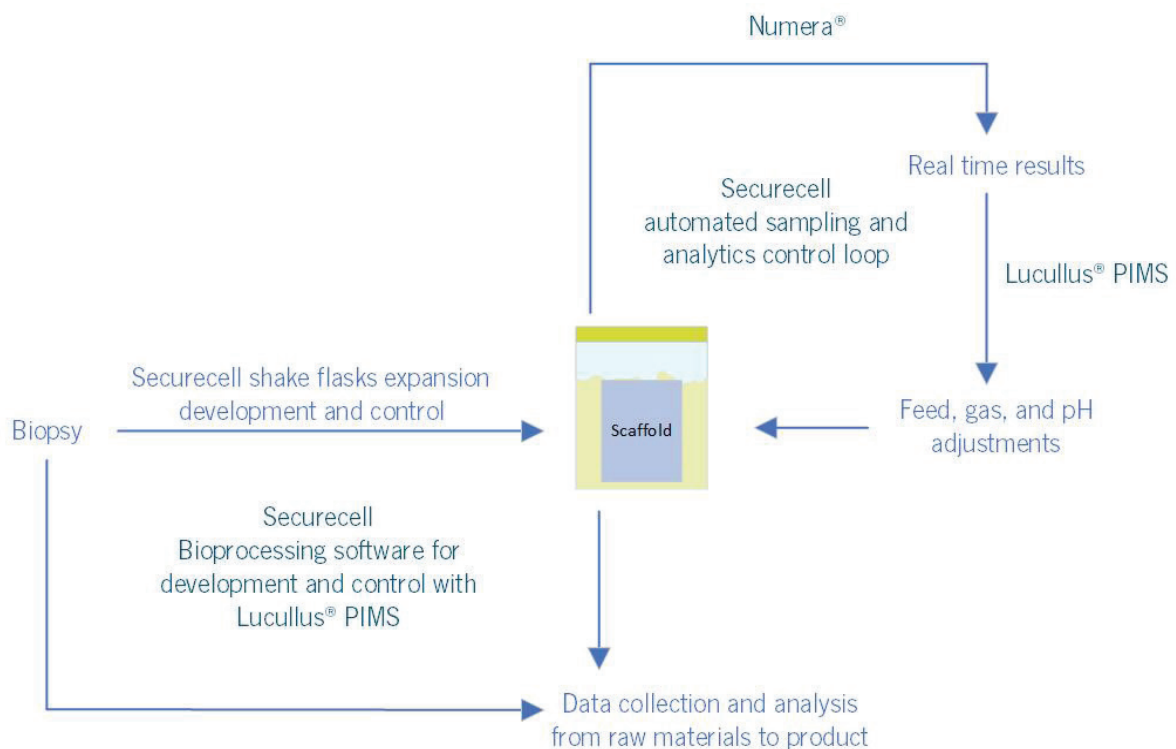 Numera®
Real time results
Securecell
automated sampling and
analytics control loop
Lucullus® PIMS
Securecell shake flasks expansion
development and control
Biopsy
Scaffold
Feed, gas, and pH
adjustments
Securecell
Bioprocessing software for
development and control with
Lucullus® PIMS
Data collection and analysis
from raw materials to product